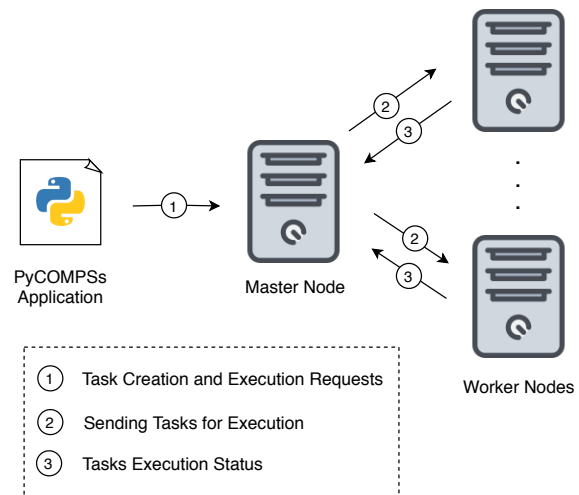 2
3
1
2
3
PyCOMPSs
Application
Master Node
Worker Nodes
1 Task Creation and Execution Requests
2 Sending Tasks for Execution
3 Tasks Execution Status